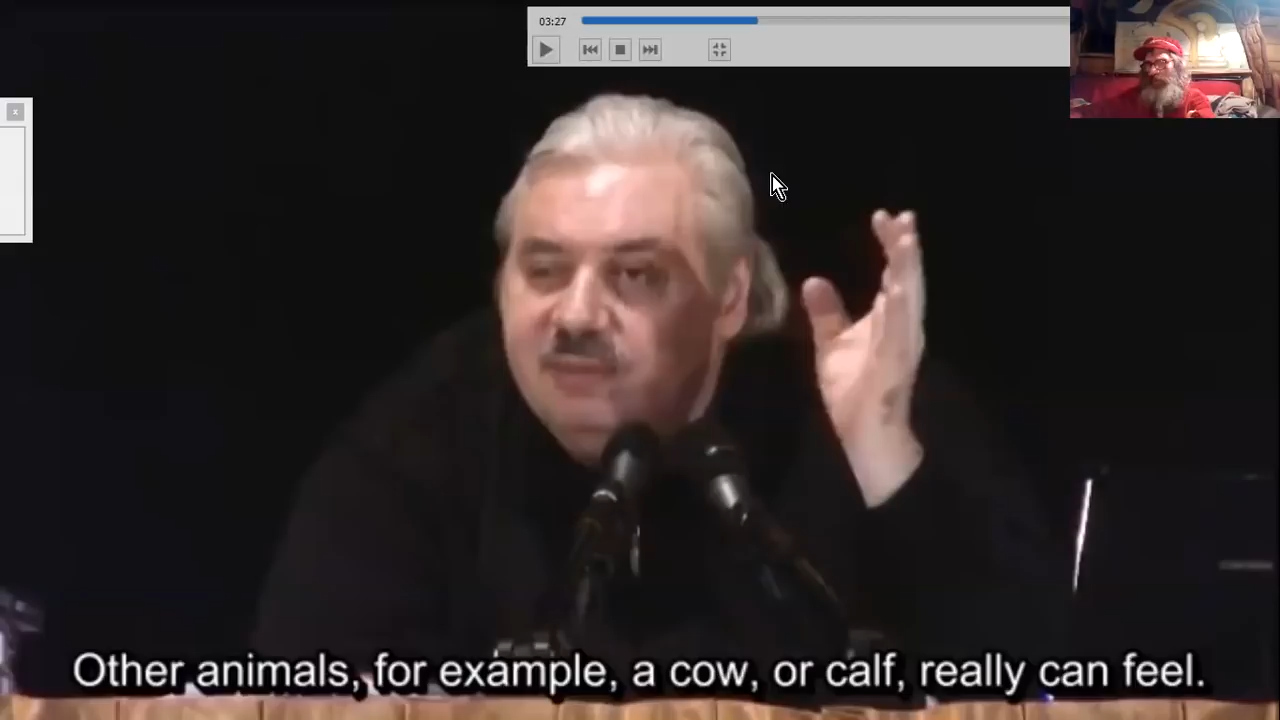 03:27
x
Other animals, for example, a cow, or calf, really can feel.